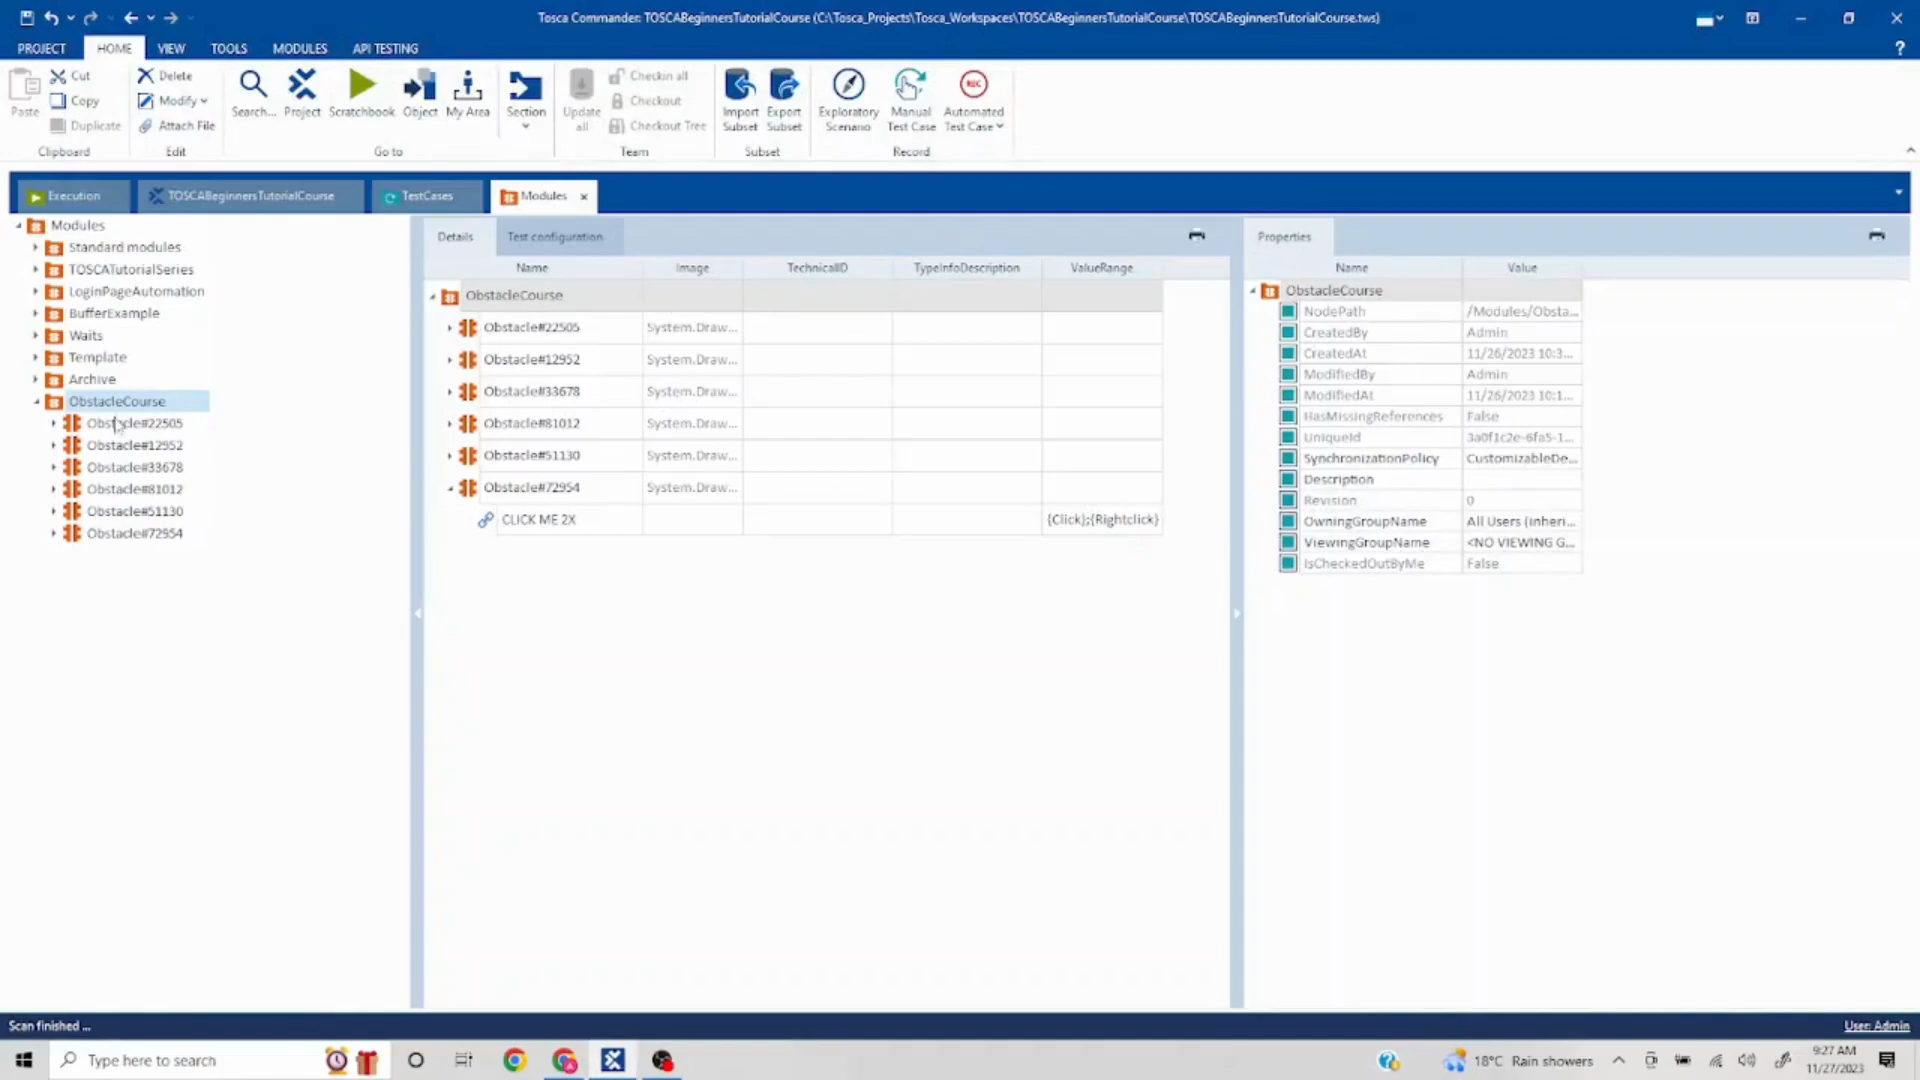 Tosca Commander: TOSCABeginnersTutorialCourse (C:\Tosca_Projects\Tosca_Workspaces\TOSCABeginnersTutorialCourse\TOSCABeginnersTutorialCourse.tws)
PROJECT HOME VIEW TOOLS MODULES API TESTING ?
Paste Cut Copy Duplicate
Clipboard
Delete Modify Attach File
Edit
Search... Project Scratchbook Object My Area
Go to
Section
Update all Checkin all Checkout Checkout Tree
Team
Import Subset Export Subset
Subset
Exploratory Scenario Manual Test Case REC Automated Test Case
Record
Execution TOSCABeginnersTutorialCourse TestCases Modules ×
Modules
Standard modules
TOSCATutorialSeries
LoginPageAutomation
BufferExample
Waits
Template
Archive
ObstacleCourse
Obstacle#22505
Obstacle#12952
Obstacle#33678
Obstacle#81012
Obstacle#51130
Obstacle#72954
Details Test configuration
Name Image TechnicalID TypeInfoDescription ValueRange
ObstacleCourse
Obstacle#22505 System.Draw...
Obstacle#12952 System.Draw...
Obstacle#33678 System.Draw...
Obstacle#81012 System.Draw...
Obstacle#51130 System.Draw...
Obstacle#72954 System.Draw...
CLICK ME 2X {Click};{Rightclick}
Properties
Name Value
ObstacleCourse
NodePath /Modules/Obsta...
CreatedBy Admin
CreatedAt 11/26/2023 10:3...
ModifiedBy Admin
ModifiedAt 11/26/2023 10:1...
HasMissingReferences False
UniqueId 3a0f1c2e-6fa5-1...
SynchronizationPolicy CustomizableDe...
Description
Revision 0
OwningGroupName All Users (inheri...
ViewingGroupName <NO VIEWING G...
IsCheckedOutByMe False
Scan finished ...
User: Admin
Type here to search
18°C Rain showers
9:27 AM
11/27/2023